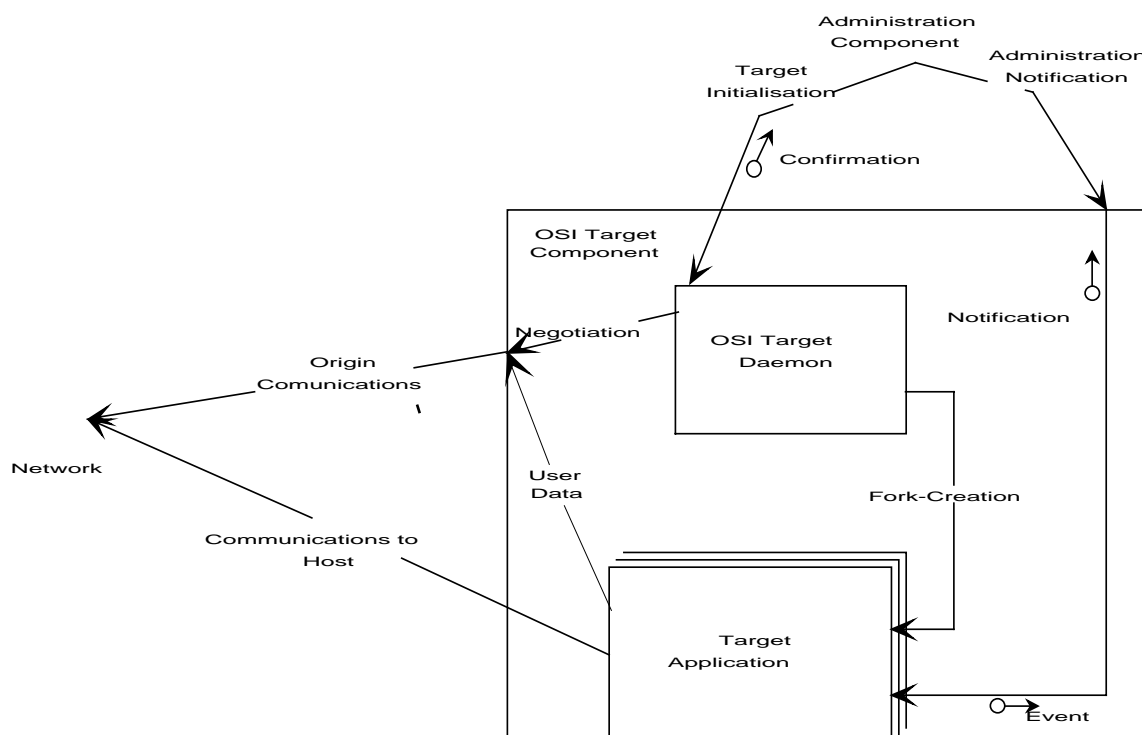 Administration
Component
Administration
Notification
Target
Initialisation
Confirmation
OSI Target
Component
Notification
Negotiation
OSI Target
Daemon
Origin
Comunications
Network
User
Data
Fork-Creation
Communications to
Host
Target
Application
Event